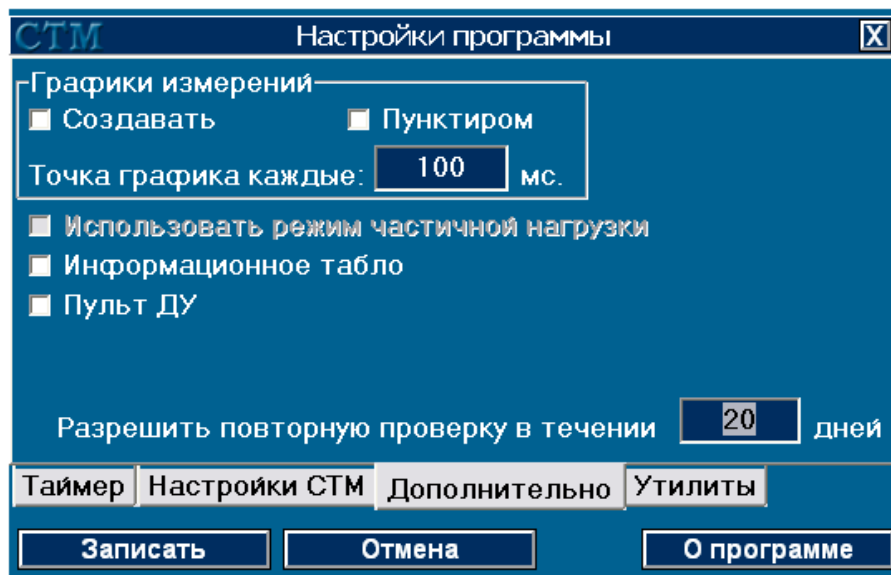 СТМ Настройки программы X
Графики измерений
Создавать Пунктиром
Точка графика каждые: 100 мс.
Использовать режим частичной нагрузки
Информационное табло
Пульт ДУ
Разрешить повторную проверку в течении 20 дней
Таймер Настройки СТМ Дополнительно Утилиты
Записать Отмена О программе